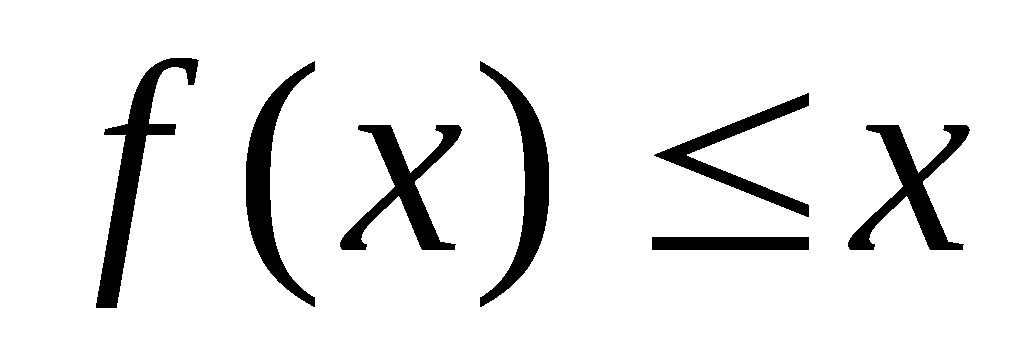 f(x) ≤ x